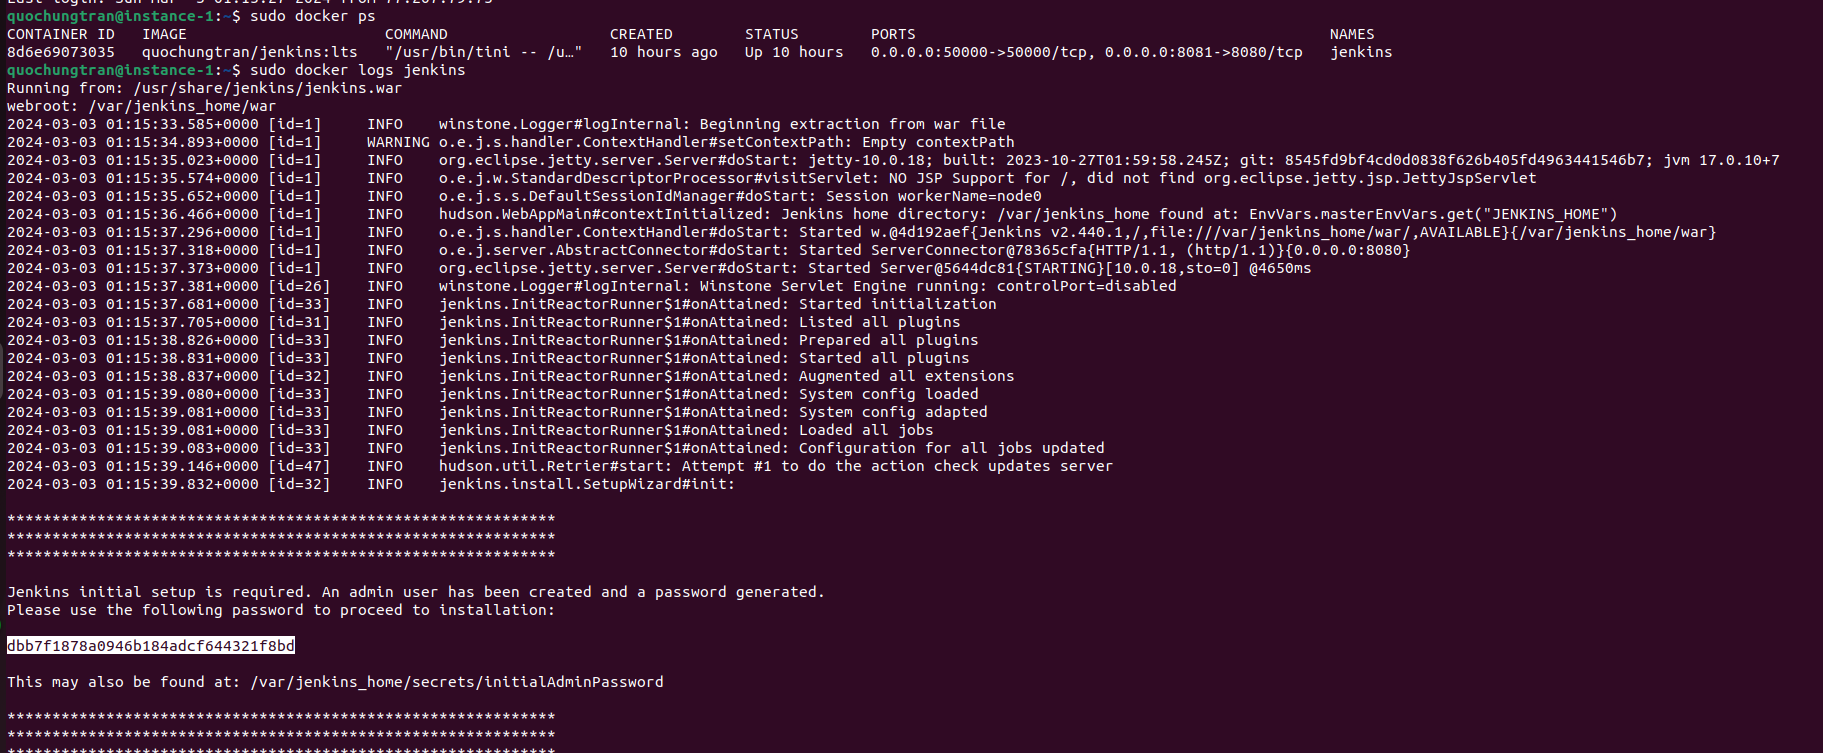 Last login: Sun Mar  3 01:15:27 2024 from 77.207.79.73
quochungtran@instance-1:~$ sudo docker ps
CONTAINER ID   IMAGE                      COMMAND                  CREATED        STATUS        PORTS                                              NAMES
8d6e69073035   quochungtran/jenkins:lts   "/usr/bin/tini -- /u…"   10 hours ago   Up 10 hours   0.0.0.0:50000->50000/tcp, 0.0.0.0:8081->8080/tcp   jenkins
quochungtran@instance-1:~$ sudo docker logs jenkins
Running from: /usr/share/jenkins/jenkins.war
webroot: /var/jenkins_home/war
2024-03-03 01:15:33.585+0000 [id=1]     INFO    winstone.Logger#logInternal: Beginning extraction from war file
2024-03-03 01:15:34.893+0000 [id=1]     WARNING o.e.j.s.handler.ContextHandler#setContextPath: Empty contextPath
2024-03-03 01:15:35.023+0000 [id=1]     INFO    org.eclipse.jetty.server.Server#doStart: jetty-10.0.18; built: 2023-10-27T01:59:58.245Z; git: 8545fd9bf4cd0d0838f626b405fd4963441546b7; jvm 17.0.10+7
2024-03-03 01:15:35.574+0000 [id=1]     INFO    o.e.j.w.StandardDescriptorProcessor#visitServlet: NO JSP Support for /, did not find org.eclipse.jetty.jsp.JettyJspServlet
2024-03-03 01:15:35.652+0000 [id=1]     INFO    o.e.j.s.s.DefaultSessionIdManager#doStart: Session workerName=node0
2024-03-03 01:15:36.466+0000 [id=1]     INFO    hudson.WebAppMain#contextInitialized: Jenkins home directory: /var/jenkins_home found at: EnvVars.masterEnvVars.get("JENKINS_HOME")
2024-03-03 01:15:37.296+0000 [id=1]     INFO    o.e.j.s.handler.ContextHandler#doStart: Started w.@4d192aef{Jenkins v2.440.1,/,file:///var/jenkins_home/war/,AVAILABLE}{/var/jenkins_home/war}
2024-03-03 01:15:37.318+0000 [id=1]     INFO    o.e.j.server.AbstractConnector#doStart: Started ServerConnector@78365cfa{HTTP/1.1, (http/1.1)}{0.0.0.0:8080}
2024-03-03 01:15:37.373+0000 [id=1]     INFO    org.eclipse.jetty.server.Server#doStart: Started Server@5644dc81{STARTING}[10.0.18,sto=0] @4650ms
2024-03-03 01:15:37.381+0000 [id=26]    INFO    winstone.Logger#logInternal: Winstone Servlet Engine running: controlPort=disabled
2024-03-03 01:15:37.681+0000 [id=33]    INFO    jenkins.InitReactorRunner$1#onAttained: Started initialization
2024-03-03 01:15:37.705+0000 [id=31]    INFO    jenkins.InitReactorRunner$1#onAttained: Listed all plugins
2024-03-03 01:15:38.826+0000 [id=33]    INFO    jenkins.InitReactorRunner$1#onAttained: Prepared all plugins
2024-03-03 01:15:38.831+0000 [id=33]    INFO    jenkins.InitReactorRunner$1#onAttained: Started all plugins
2024-03-03 01:15:38.837+0000 [id=32]    INFO    jenkins.InitReactorRunner$1#onAttained: Augmented all extensions
2024-03-03 01:15:39.080+0000 [id=33]    INFO    jenkins.InitReactorRunner$1#onAttained: System config loaded
2024-03-03 01:15:39.081+0000 [id=33]    INFO    jenkins.InitReactorRunner$1#onAttained: System config adapted
2024-03-03 01:15:39.081+0000 [id=33]    INFO    jenkins.InitReactorRunner$1#onAttained: Loaded all jobs
2024-03-03 01:15:39.083+0000 [id=33]    INFO    jenkins.InitReactorRunner$1#onAttained: Configuration for all jobs updated
2024-03-03 01:15:39.146+0000 [id=47]    INFO    hudson.util.Retrier#start: Attempt #1 to do the action check updates server
2024-03-03 01:15:39.832+0000 [id=32]    INFO    jenkins.install.SetupWizard#init:
*************************************************************
*************************************************************
*************************************************************
Jenkins initial setup is required. An admin user has been created and a password generated.
Please use the following password to proceed to installation:
dbb7f1878a0946b184adcf644321f8bd
This may also be found at: /var/jenkins_home/secrets/initialAdminPassword
*************************************************************
*************************************************************
*************************************************************